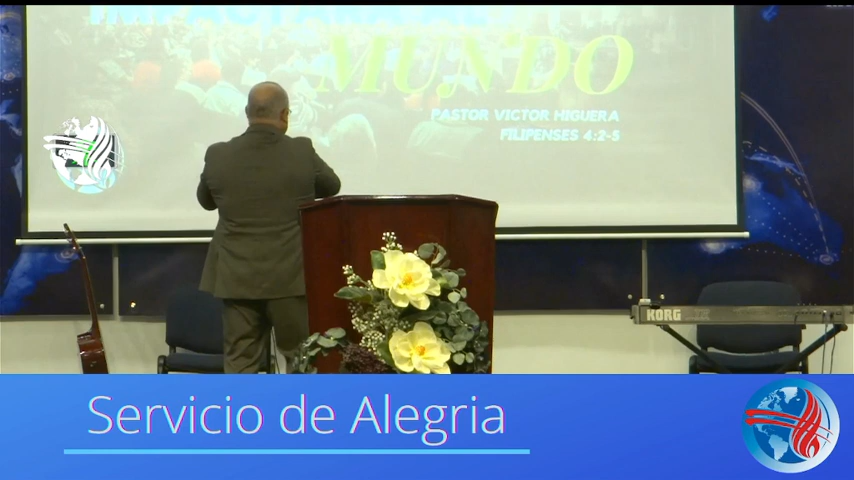 MUNDO
PASTOR VICTOR HIGUERA
FILIPENSES 4:2-5
KORG
Servicio de Alegria